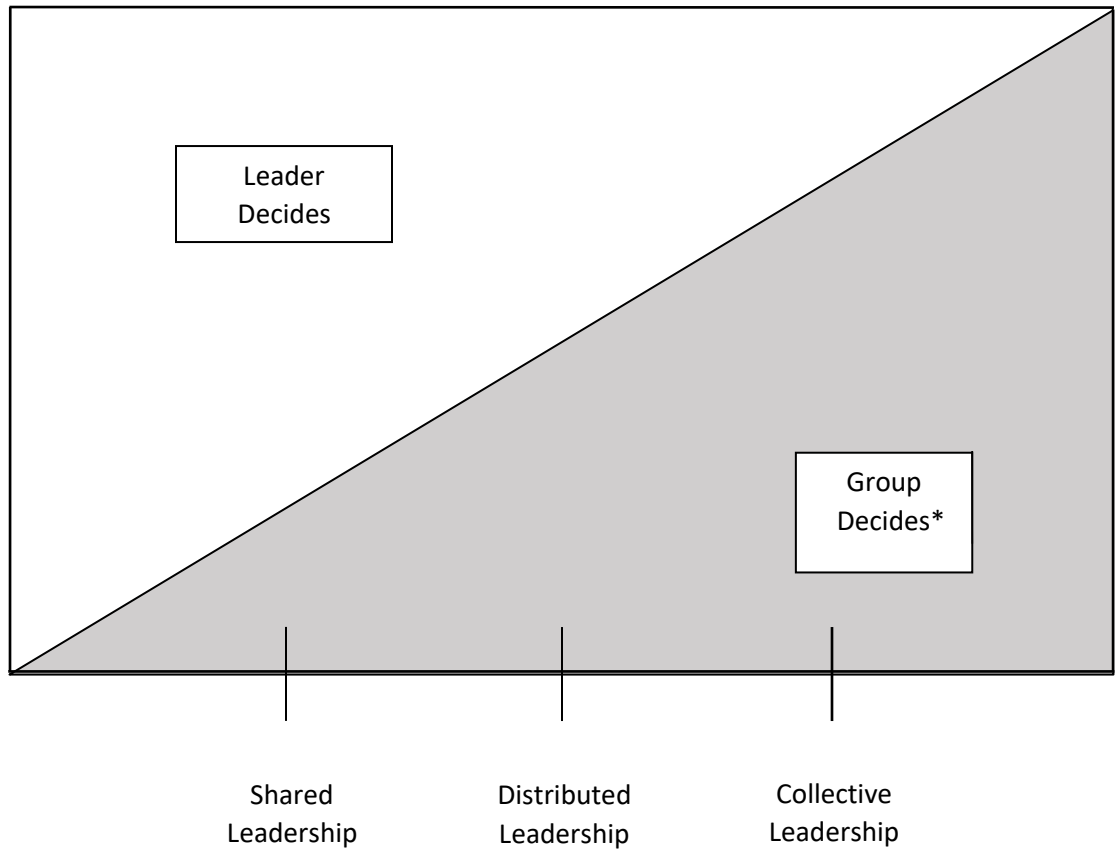 Leader
Decides
Group
Decides*
Shared
Leadership
Distributed
Leadership
Collective
Leadership